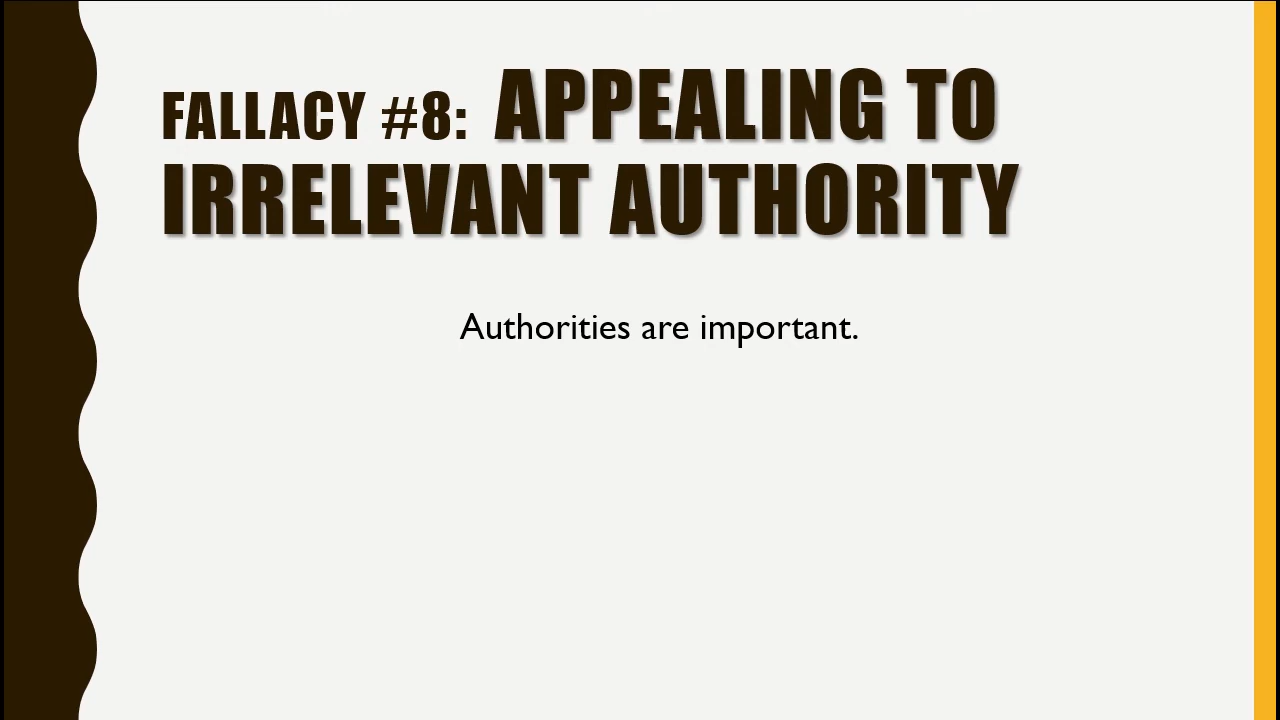 FALLACY #8: APPEALING TO
IRRELEVANT AUTHORITY
Authorities are important.